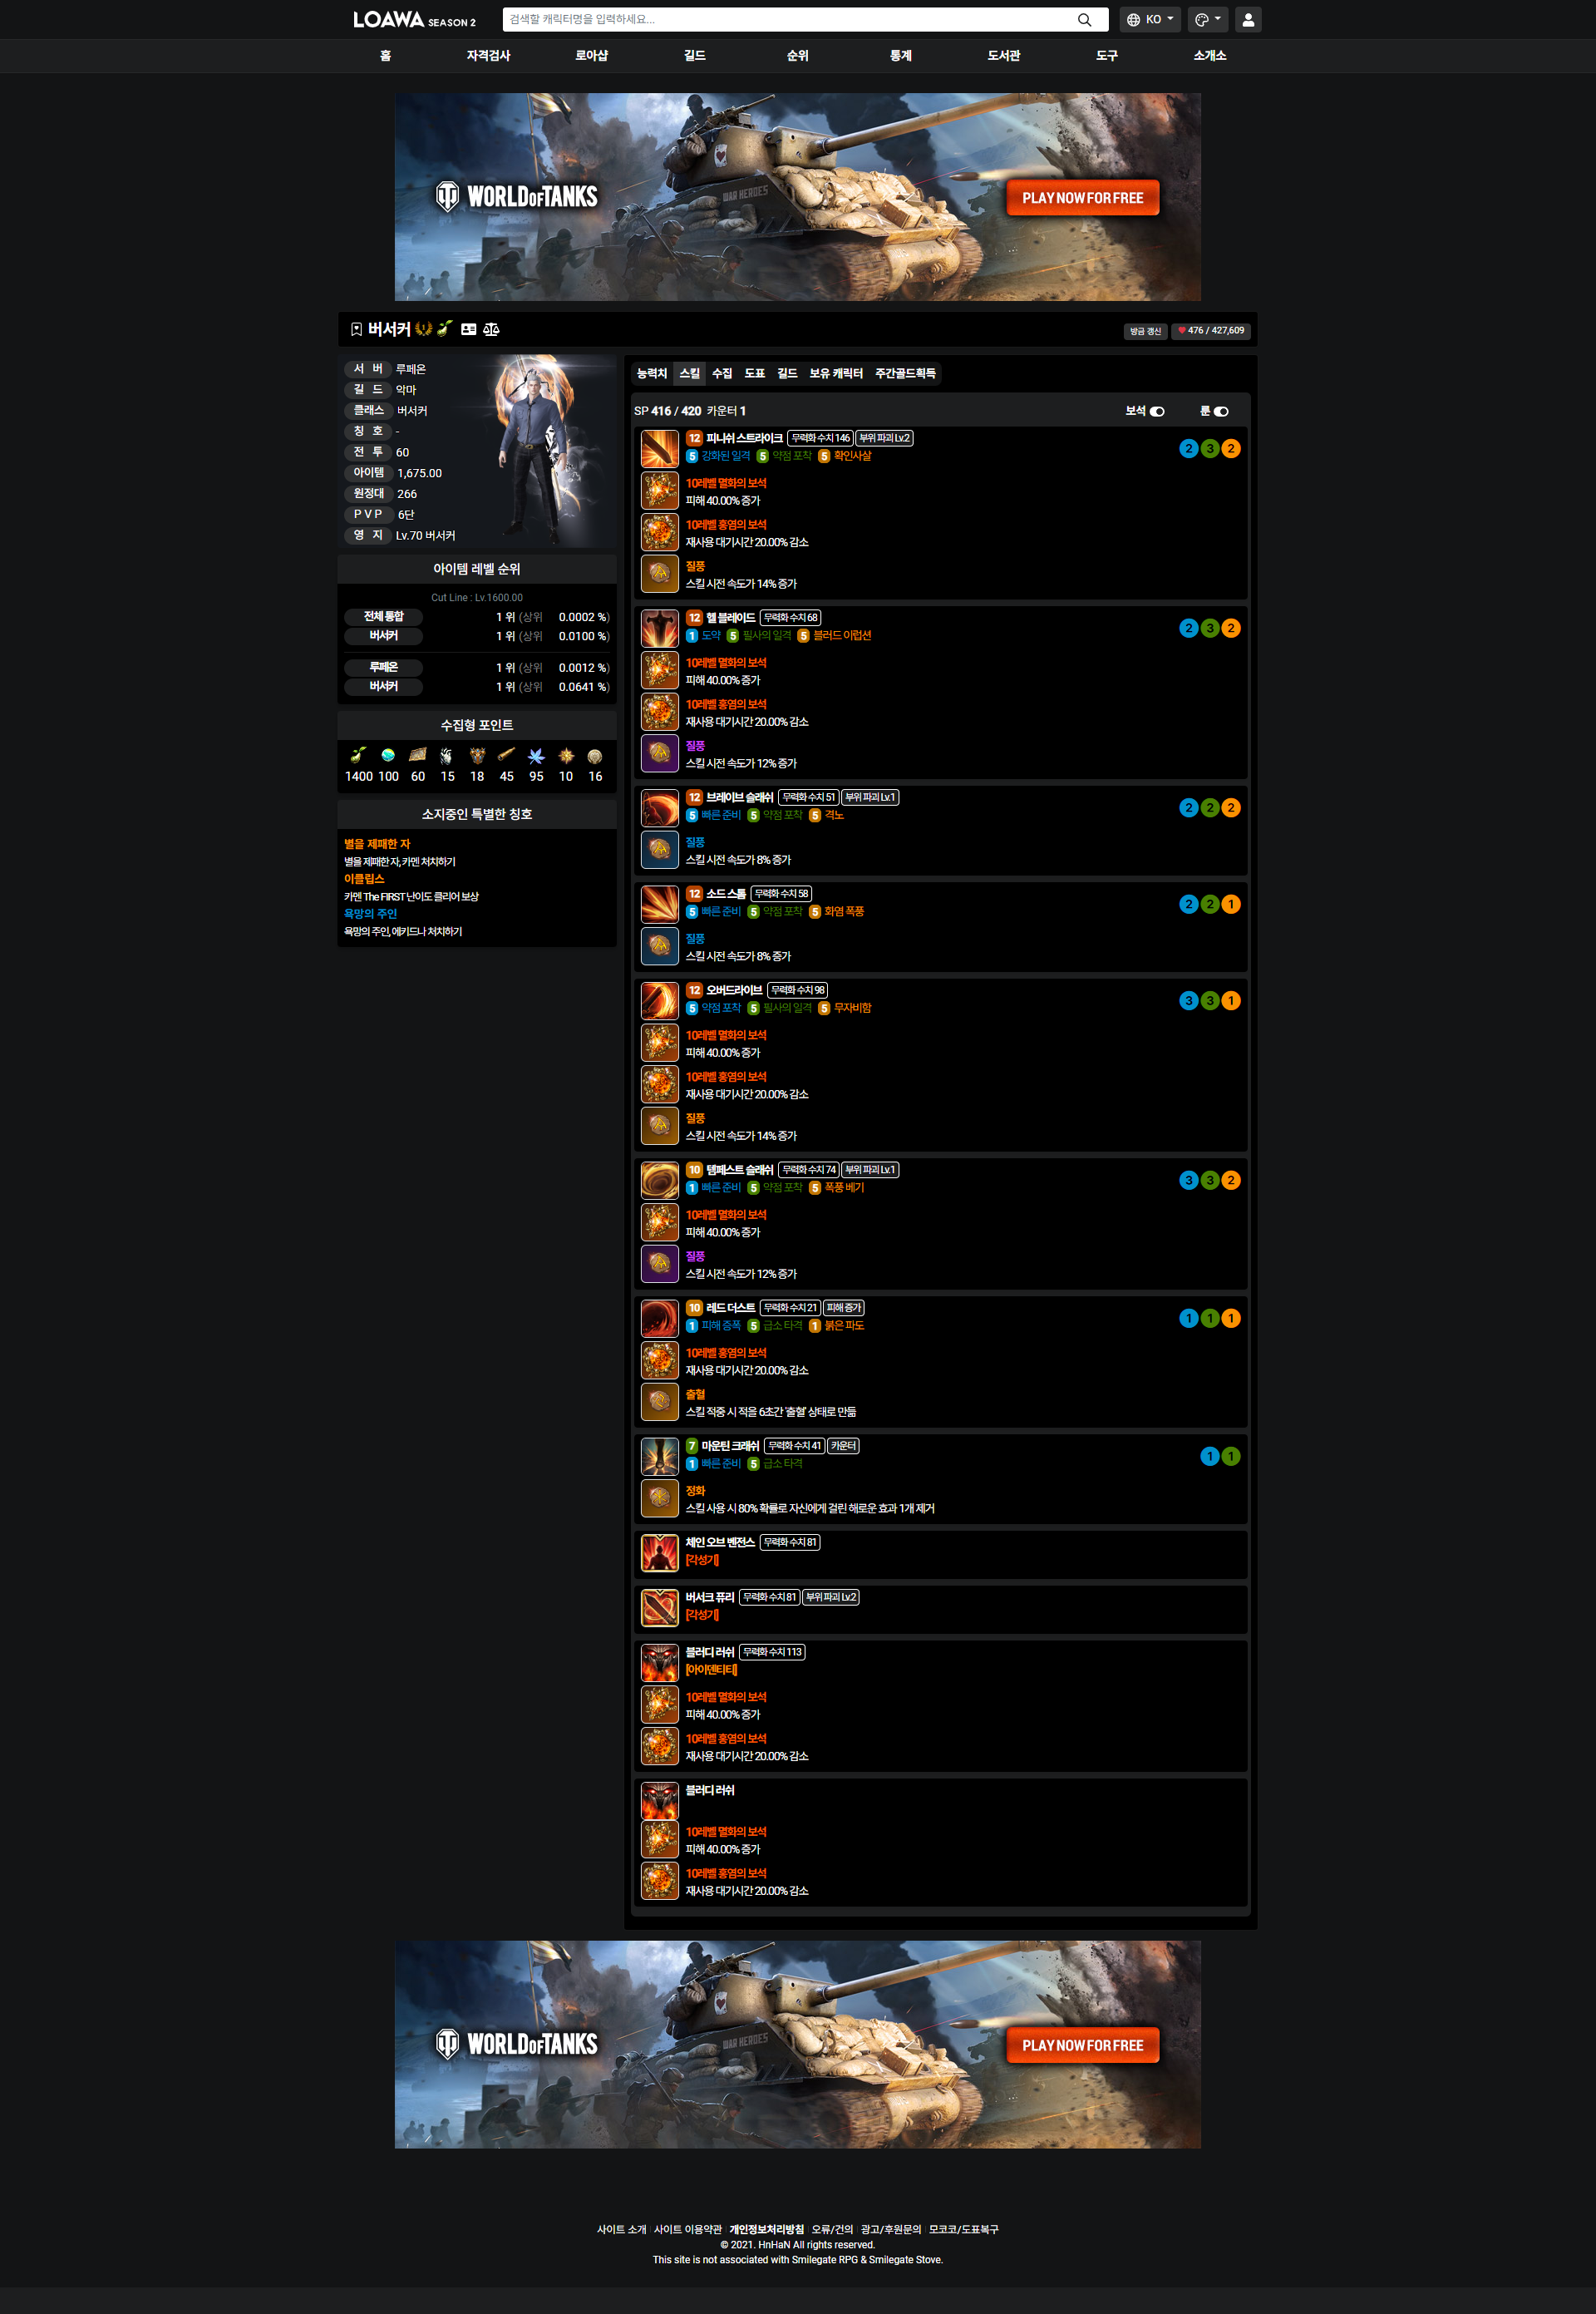 LOAWA SEASON 2
검색할 캐릭터명을 입력하세요...
KO
홈 자격검사 로아샵 길드 순위 통계 도서관 도구 소개소
WORLD OF TANKS
WAR HEROES
PLAY NOW FOR FREE
버서커
방금 갱신 476 / 427,609
서 버 루페온
길 드 악마
클래스 버서커
칭 호 -
전 투 60
아이템 1,675.00
원정대 266
P V P 6단
영 지 Lv.70 버서커
아이템 레벨 순위
Cut Line : Lv.1600.00
전체 통합 1 위 (상위 0.0002 %)
버서커 1 위 (상위 0.0100 %)
루페온 1 위 (상위 0.0012 %)
버서커 1 위 (상위 0.0641 %)
수집형 포인트
1400 100 60 15 18 45 95 10 16
소지중인 특별한 칭호
별을 제패한 자
별을 제패한 자, 카멘 처치하기
이클립스
카멘 The FIRST 난이도 클리어 보상
욕망의 주인
욕망의 주인, 에키드나 처치하기
능력치 스킬 수집 도표 길드 보유 캐릭터 주간골드획득
SP 416 / 420 카운터 1 보석 룬
12 피니쉬 스트라이크 무력화 수치 146 부위 파괴 Lv.2
5 강화된 일격 5 약점 포착 5 확인사살
2 3 2
10레벨 멸화의 보석
피해 40.00% 증가
10레벨 홍염의 보석
재사용 대기시간 20.00% 감소
질풍
스킬 시전 속도가 14% 증가
12 헬 블레이드 무력화 수치 68
1 도약 5 필사의 일격 5 블러드 이럽션
2 3 2
10레벨 멸화의 보석
피해 40.00% 증가
10레벨 홍염의 보석
재사용 대기시간 20.00% 감소
질풍
스킬 시전 속도가 12% 증가
12 브레이브 슬래쉬 무력화 수치 51 부위 파괴 Lv.1
5 빠른 준비 5 약점 포착 5 격노
2 2 2
질풍
스킬 시전 속도가 8% 증가
12 소드 스톰 무력화 수치 58
5 빠른 준비 5 약점 포착 5 화염 폭풍
2 2 1
질풍
스킬 시전 속도가 8% 증가
12 오버드라이브 무력화 수치 98
5 약점 포착 5 필사의 일격 5 무자비함
3 3 1
10레벨 멸화의 보석
피해 40.00% 증가
10레벨 홍염의 보석
재사용 대기시간 20.00% 감소
질풍
스킬 시전 속도가 14% 증가
10 템페스트 슬래쉬 무력화 수치 74 부위 파괴 Lv.1
1 빠른 준비 5 약점 포착 5 폭풍 베기
3 3 2
10레벨 멸화의 보석
피해 40.00% 증가
질풍
스킬 시전 속도가 12% 증가
10 레드 더스트 무력화 수치 21 피해 증가
1 피해 증폭 5 급소 타격 1 붉은 파도
1 1 1
10레벨 홍염의 보석
재사용 대기시간 20.00% 감소
출혈
스킬 적중 시 적을 6초간 '출혈' 상태로 만듦
7 마운틴 크래쉬 무력화 수치 41 카운터
1 빠른 준비 5 급소 타격
1 1
정화
스킬 사용 시 80% 확률로 자신에게 걸린 해로운 효과 1개 제거
체인 오브 벤전스 무력화 수치 81
[각성기]
버서크 퓨리 무력화 수치 81 부위 파괴 Lv.2
[각성기]
블러디 러쉬 무력화 수치 113
[아이덴티티]
10레벨 멸화의 보석
피해 40.00% 증가
10레벨 홍염의 보석
재사용 대기시간 20.00% 감소
블러디 러쉬
10레벨 멸화의 보석
피해 40.00% 증가
10레벨 홍염의 보석
재사용 대기시간 20.00% 감소
WORLD OF TANKS
WAR HEROES
PLAY NOW FOR FREE
사이트 소개 | 사이트 이용약관 | 개인정보처리방침 | 오류/건의 | 광고/후원문의 | 모코코/도표복구
© 2021. HnHaN All rights reserved.
This site is not associated with Smilegate RPG & Smilegate Stove.